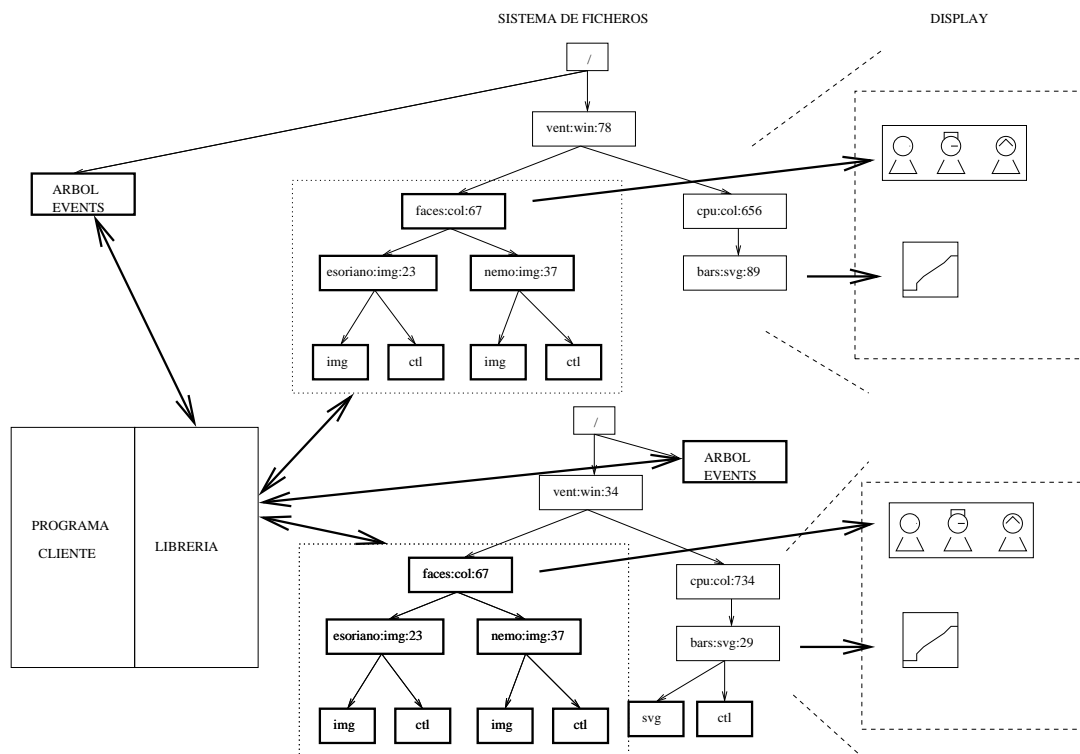 SISTEMA DE FICHEROS
DISPLAY
/
vent:win:78
ARBOL
EVENTS
faces:col:67
cpu:col:656
esoriano:img:23
nemo:img:37
bars:svg:89
img
ctl
img
ctl
/
ARBOL
EVENTS
vent:win:34
PROGRAMA
CLIENTE
LIBRERIA
faces:col:67
cpu:col:734
esoriano:img:23
nemo:img:37
bars:svg:29
img
ctl
img
ctl
svg
ctl